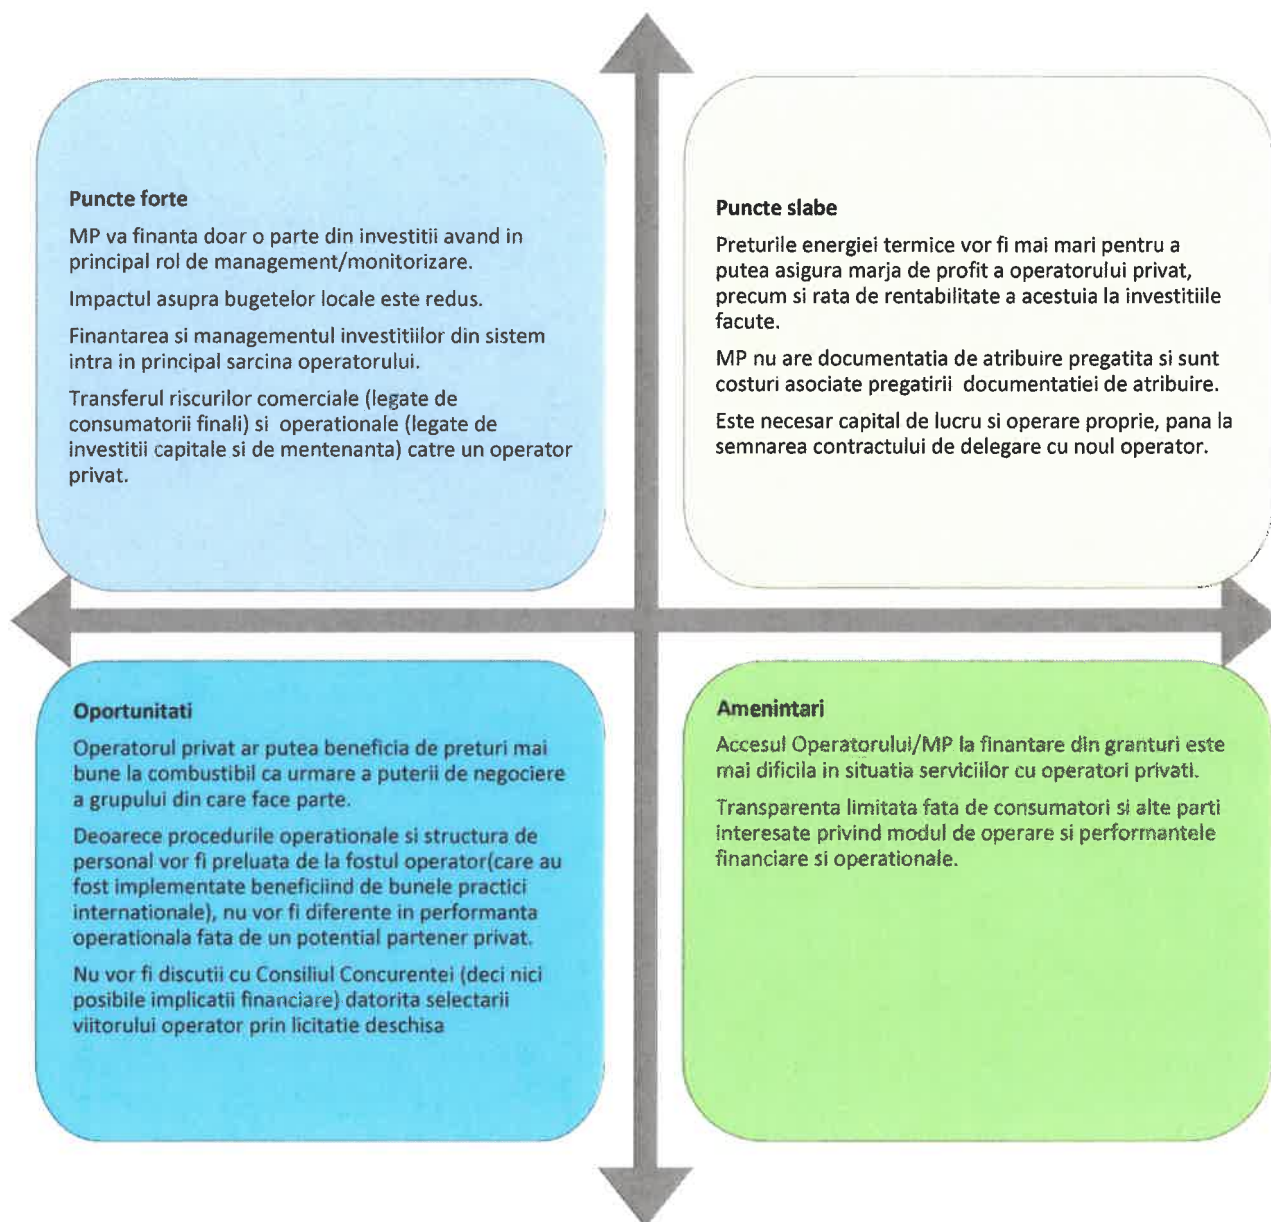 Puncte forte
MP va finanta doar o parte din investitii avand in
principal rol de management/monitorizare.
Impactul asupra bugetelor locale este redus.
Finantarea si managementul investitiilor din sistem
intra in principal sarcina operatorului.
Transferul riscurilor comerciale (legate de
consumatorii finali) si operationale (legate de
investitii capitale si de mentenanta) catre un operator
privat.
Puncte slabe
Preturile energiei termice vor fi mai mari pentru a
putea asigura marja de profit a operatorului privat,
precum si rata de rentabilitate a acestuia la investitiile
facute.
MP nu are documentatia de atribuire pregatita si sunt
costuri asociate pregatirii documentatiei de atribuire.
Este necesar capital de lucru si operare proprie, pana la
semnarea contractului de delegare cu noul operator.
Oportunitati
Operatorul privat ar putea beneficia de preturi mai
bune la combustibil ca urmare a puterii de negociere
a grupului din care face parte.
Deoarece procedurile operationale si structura de
personal vor fi preluata de la fostul operator(care au
fost implementate beneficiind de bunele practici
internationale), nu vor fi diferente in performanta
operationala fata de un potential partener privat.
Nu vor fi discutii cu Consiliul Concurentei (deci nici
posibile implicatii financiare) datorita selectarii
viitorului operator prin licitatie deschisa
Amenintari
Accesul Operatorului/MP la finantare din granturi este
mai dificila in situatia serviciilor cu operatori privati.
Transparenta limitata fata de consumatori si alte parti
interesate privind modul de operare si performantele
financiare si operationale.